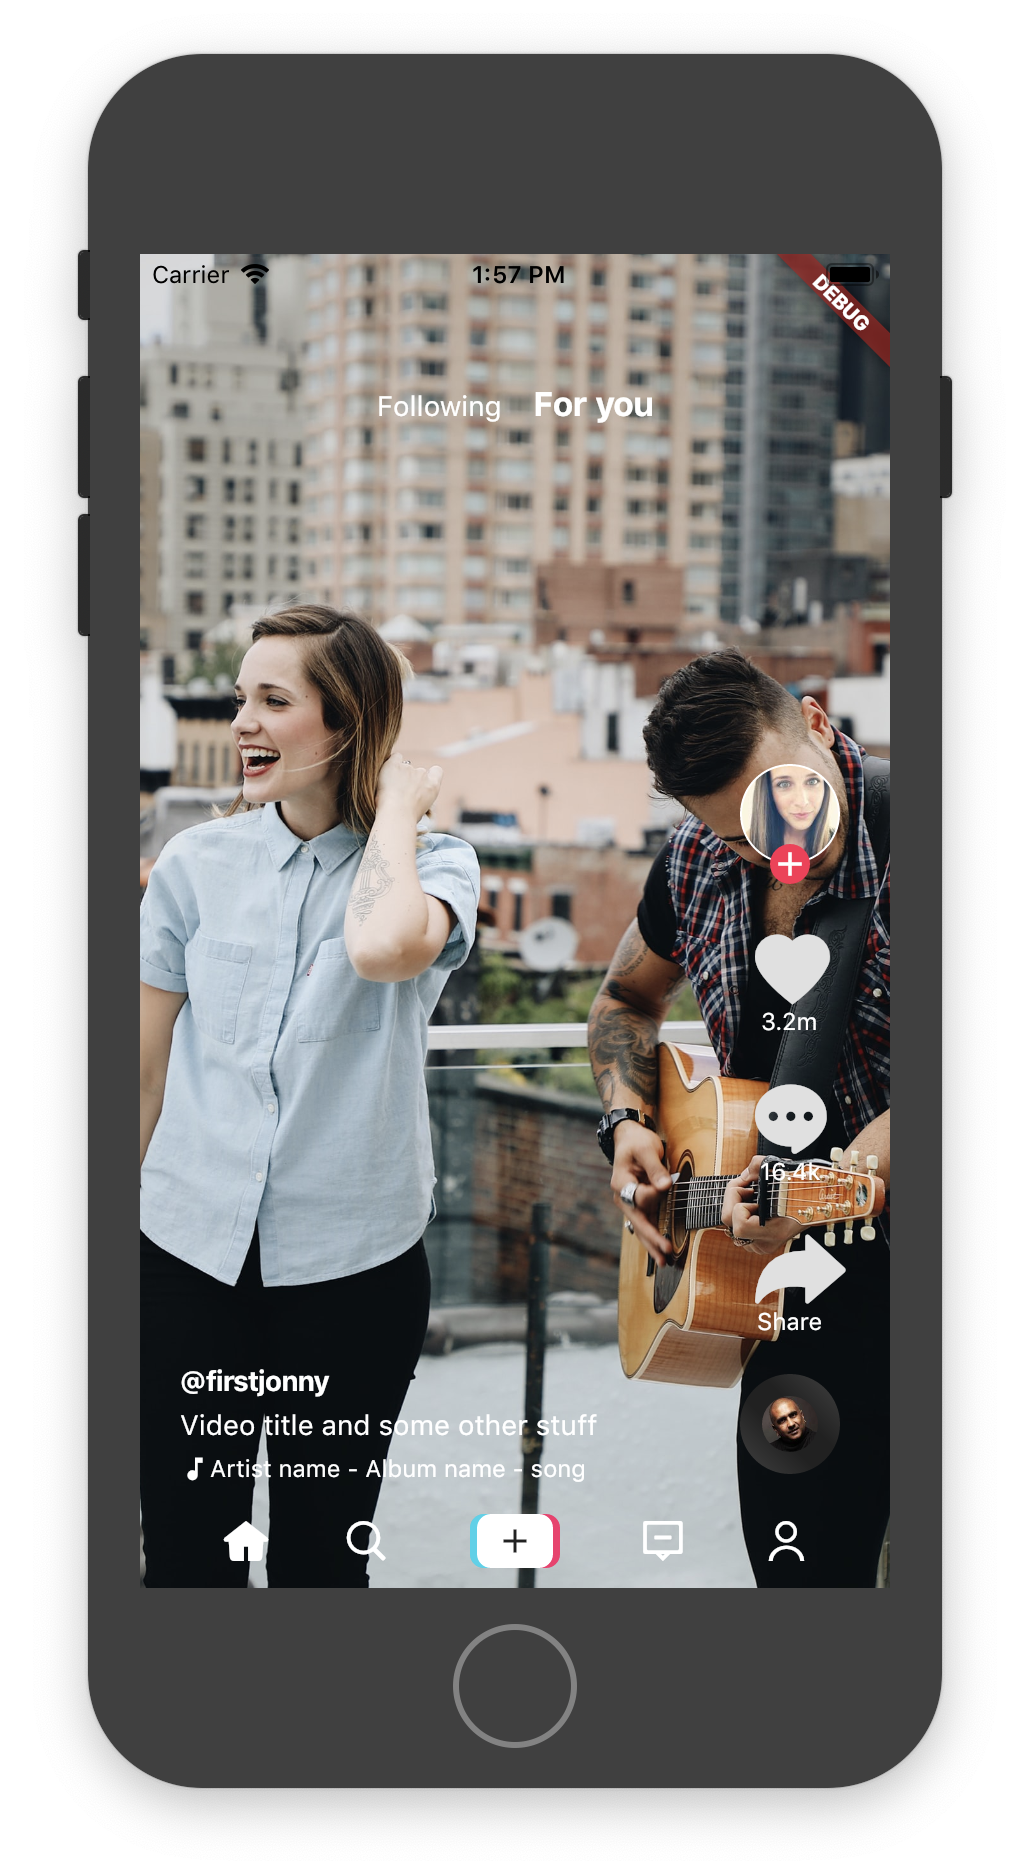 Carrier 1:57 PM
DEBUG
Following For you
3.2m
16.4k
Share
@firstjonny
Video title and some other stuff
Artist name - Album name - song